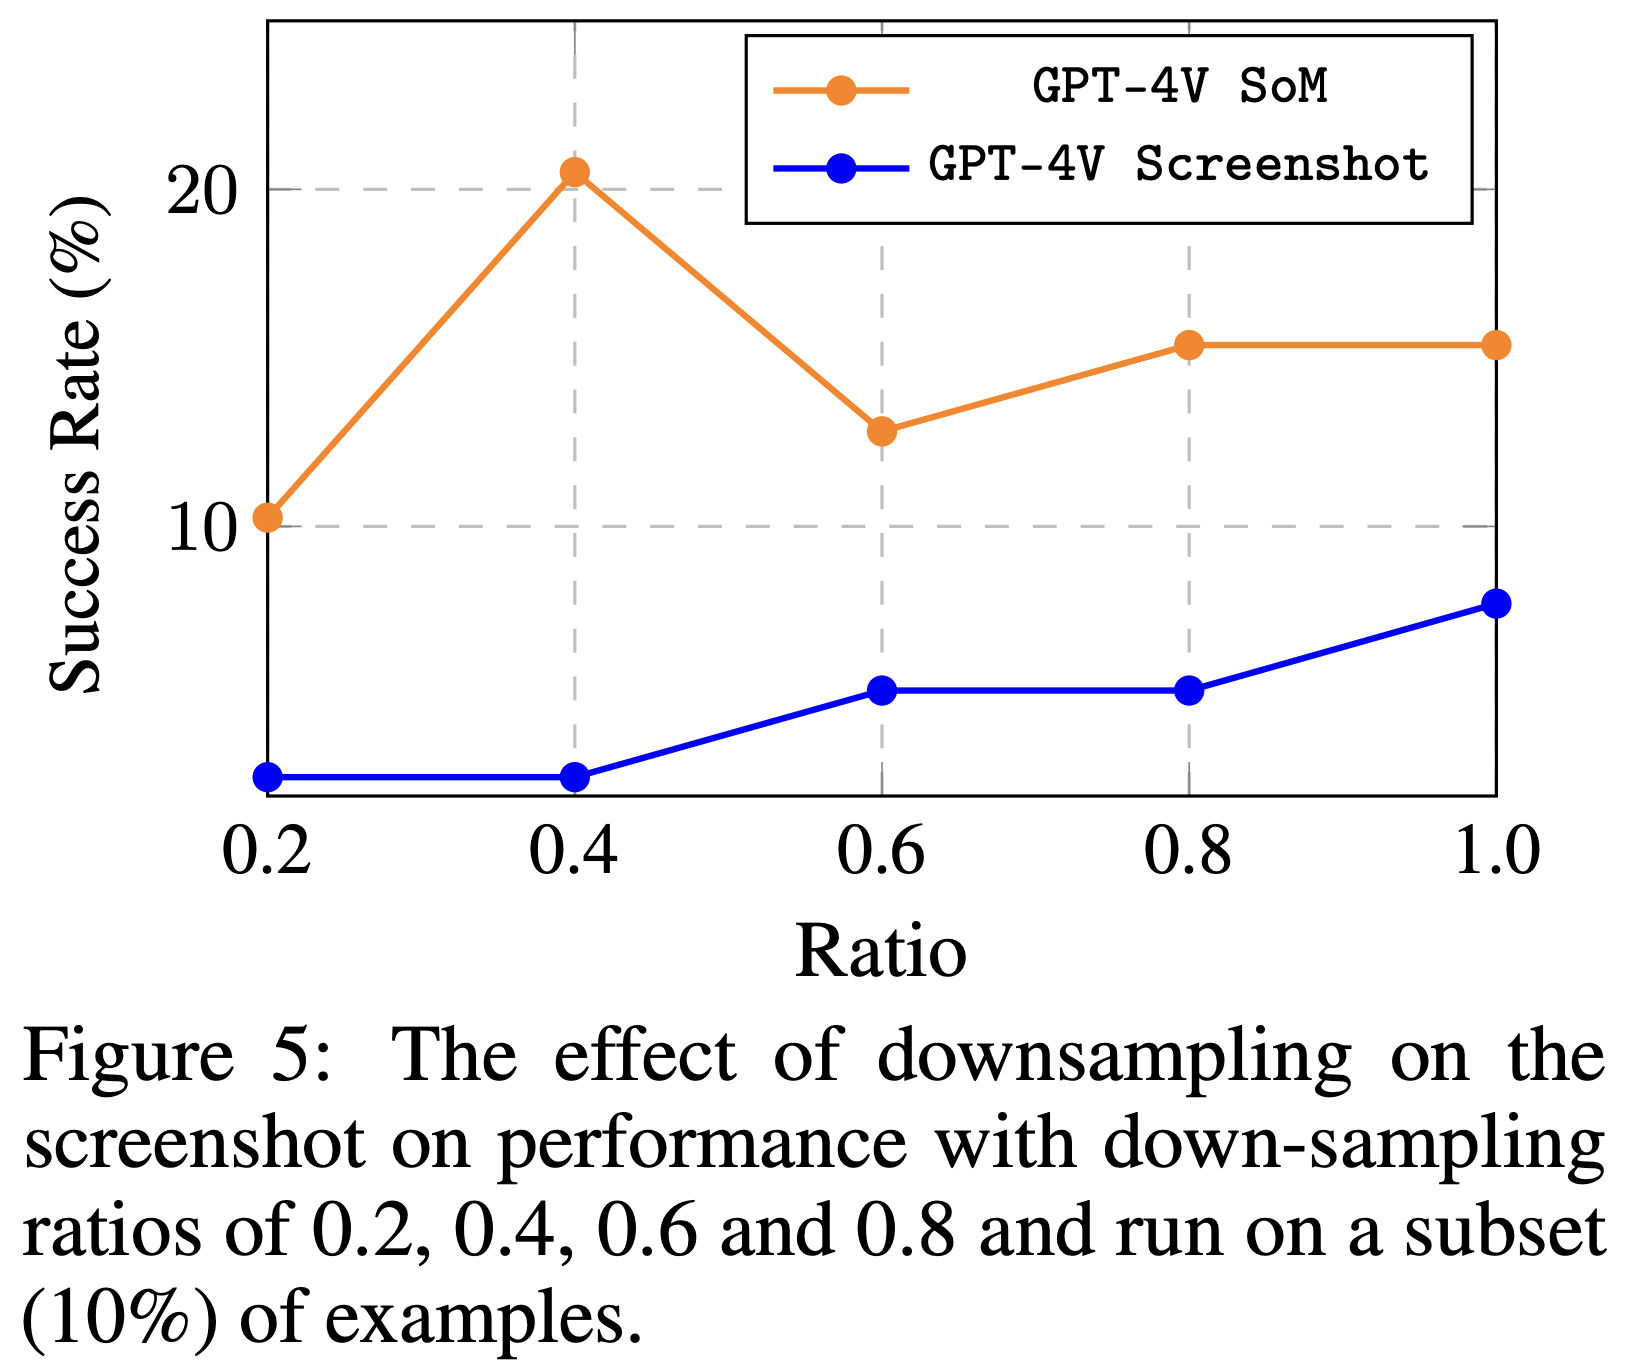 GPT-4V SoM
GPT-4V Screenshot
20
10
Success Rate (%)
0.2 0.4 0.6 0.8 1.0
Ratio
Figure 5: The effect of downsampling on the
screenshot on performance with down-sampling
ratios of 0.2, 0.4, 0.6 and 0.8 and run on a subset
(10%) of examples.